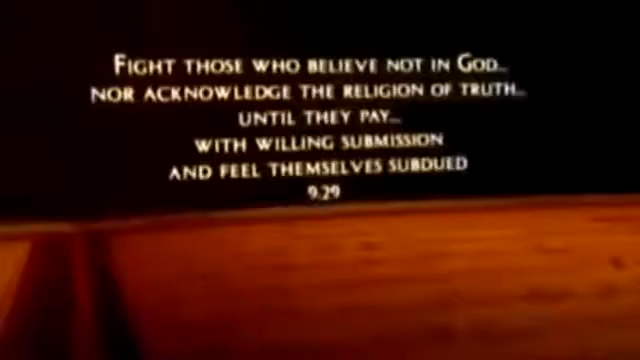 Fight those who believe not in God...
nor acknowledge the religion of truth...
until they pay...
with willing submission
and feel themselves subdued
9.29